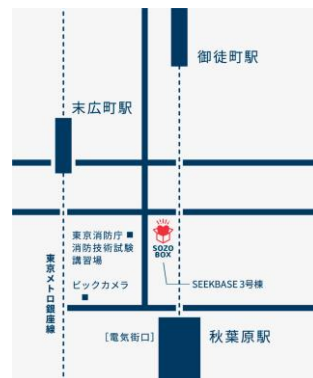 御徒町駅
末広町駅
東京消防庁
消防技術試験
講習場
SOZO
BOX
ビックカメラ
SEEKBASE 3号棟
東京メトロ銀座線
[電気街口]
秋葉原駅